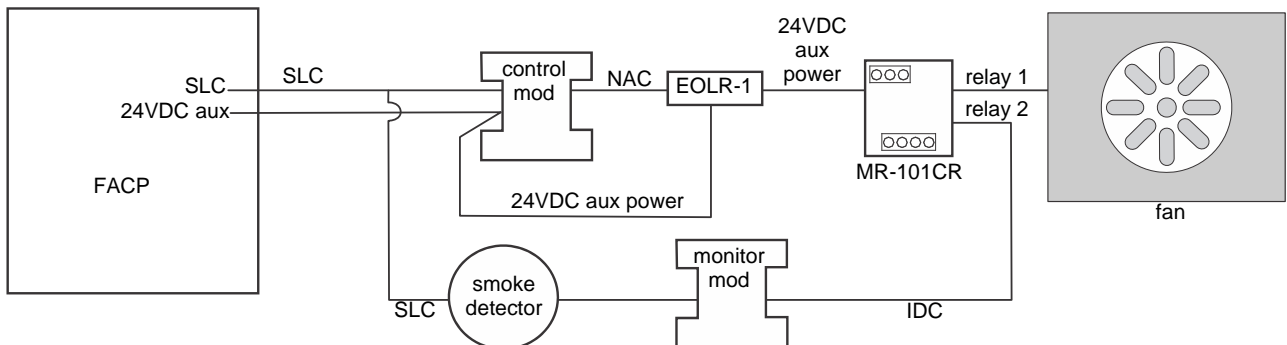 24VDC
aux
power
SLC
SLC
control
mod
NAC
EOLR-1
relay 1
24VDC aux
relay 2
FACP
MR-101CR
24VDC aux power
fan
monitor
mod
smoke
detector
SLC
IDC